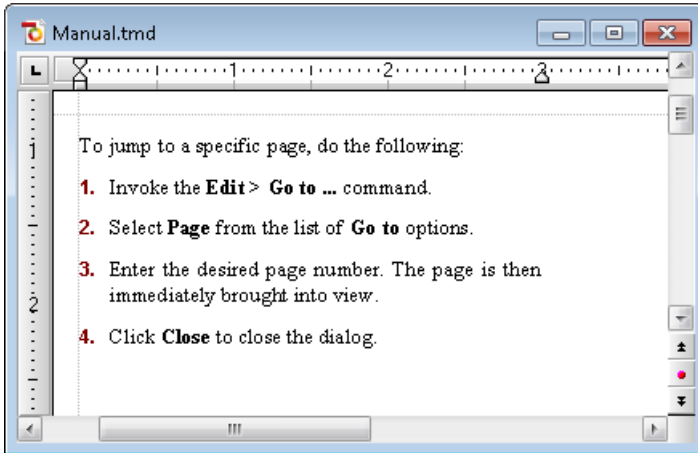 Manual.tmd
1 2 3
1
2
To jump to a specific page, do the following:
1. Invoke the Edit > Go to ... command.
2. Select Page from the list of Go to options.
3. Enter the desired page number. The page is then
immediately brought into view.
4. Click Close to close the dialog.